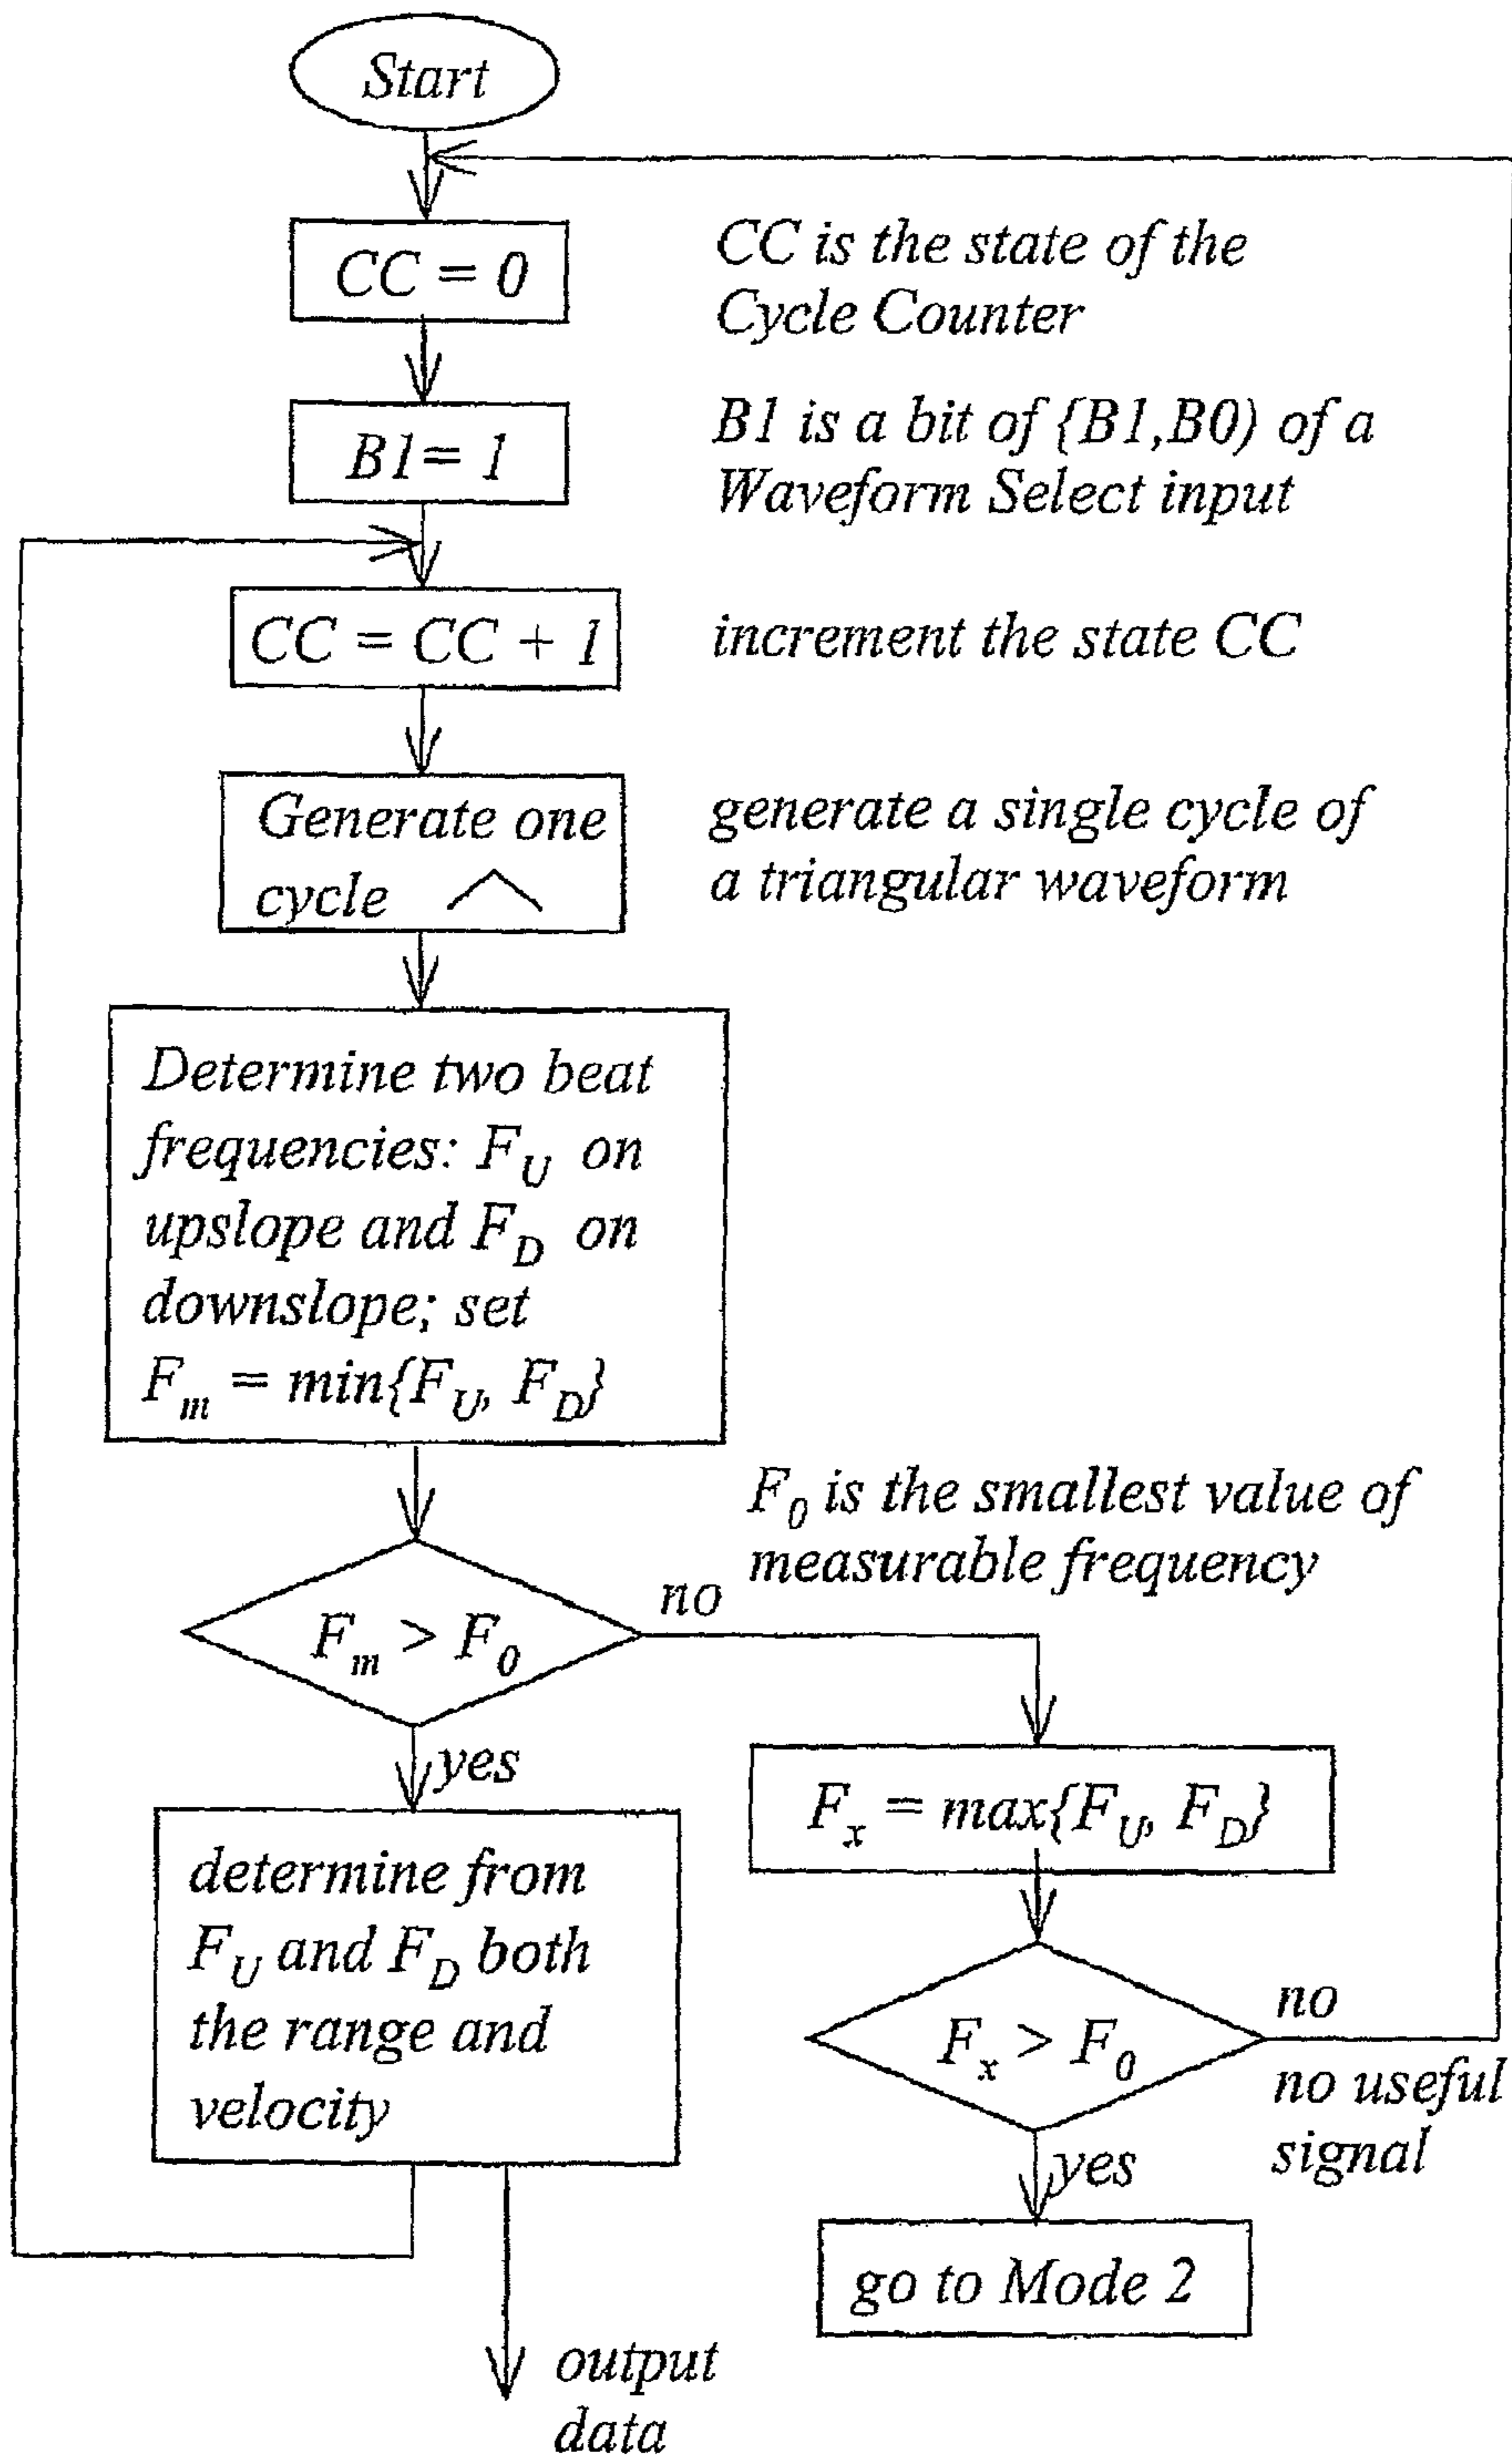 Start
CC = 0
CC is the state of the
Cycle Counter
B1= 1
B1 is a bit of {B1,B0) of a
Waveform Select input
CC = CC + 1
increment the state CC
Generate one
cycle
generate a single cycle of
a triangular waveform
Determine two beat
frequencies: F_U on
upslope and F_D on
downslope; set
F_m = min{F_U, F_D}
F_0 is the smallest value of
measurable frequency
F_m > F_0
no
yes
F_x = max{F_U, F_D}
determine from
F_U and F_D both
the range and
velocity
F_x > F_0
no
no useful
signal
yes
go to Mode 2
output
data